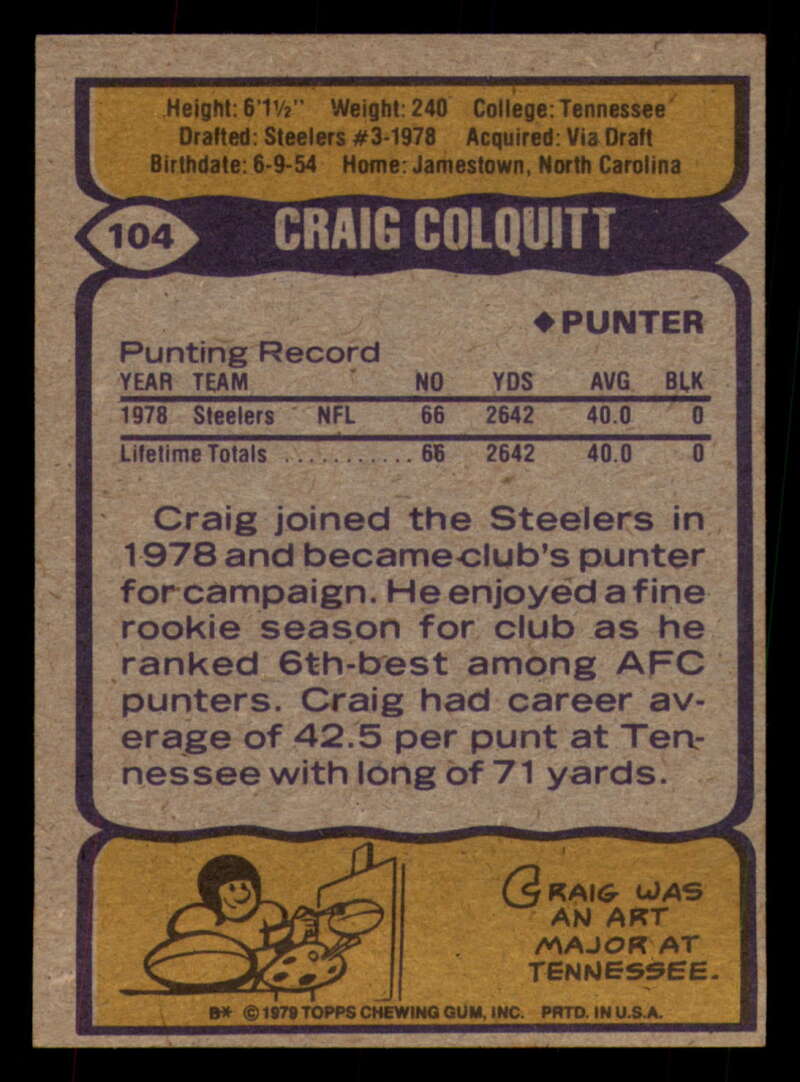 Height: 6'1½" Weight: 240 College: Tennessee
Drafted: Steelers #3-1978 Acquired: Via Draft
Birthdate: 6-9-54 Home: Jamestown, North Carolina
104 CRAIG COLQUITT
◆PUNTER
Punting Record
YEAR TEAM NO YDS AVG BLK
1978 Steelers NFL 66 2642 40.0 0
Lifetime Totals ........... 66 2642 40.0 0
Craig joined the Steelers in
1978 and became club's punter
for campaign. He enjoyed a fine
rookie season for club as he
ranked 6th-best among AFC
punters. Craig had career av-
erage of 42.5 per punt at Ten-
nessee with long of 71 yards.
CRAIG WAS
AN ART
MAJOR AT
TENNESSEE.
B* © 1979 TOPPS CHEWING GUM, INC. PRTD. IN U.S.A.